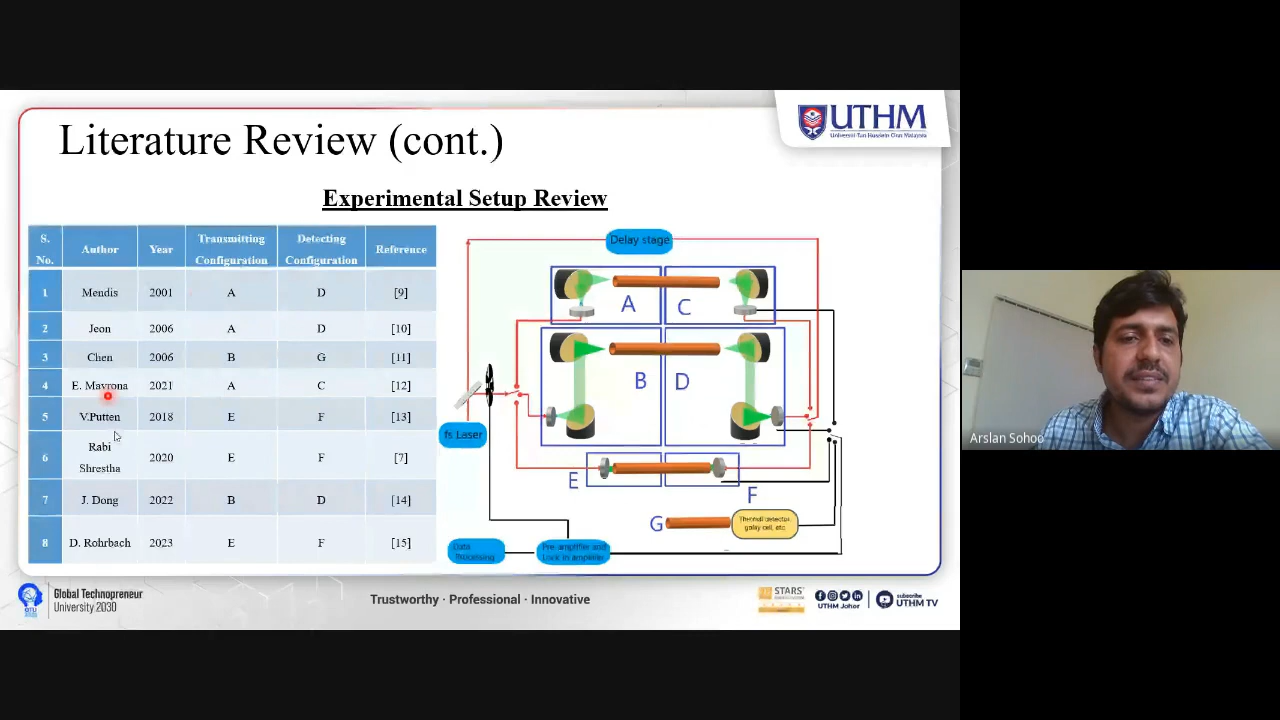 UTHM
Universiti Tun Hussein Onn Malaysia
Literature Review (cont.)
Experimental Setup Review
S. No. Author Year Transmitting Configuration Detecting Configuration Reference
1 Mendis 2001 A D [9]
2 Jeon 2006 A D [10]
3 Chen 2006 B G [11]
4 E. Mavrona 2021 A C [12]
5 V.Putten 2018 E F [13]
6 Rabi Shrestha 2020 E F [7]
7 J. Dong 2022 B D [14]
8 D. Rohrbach 2023 E F [15]
Delay stage
A C
B D
fs Laser
E
F
G
Thermal detector,
golay cell, etc
Data
Processing
Pre amplifier and
Lock in amplifier
Arslan Sohoo
Global Technopreneur
University 2030
Trustworthy · Professional · Innovative
STARS
UTHM Johor
subscribe
UTHM TV